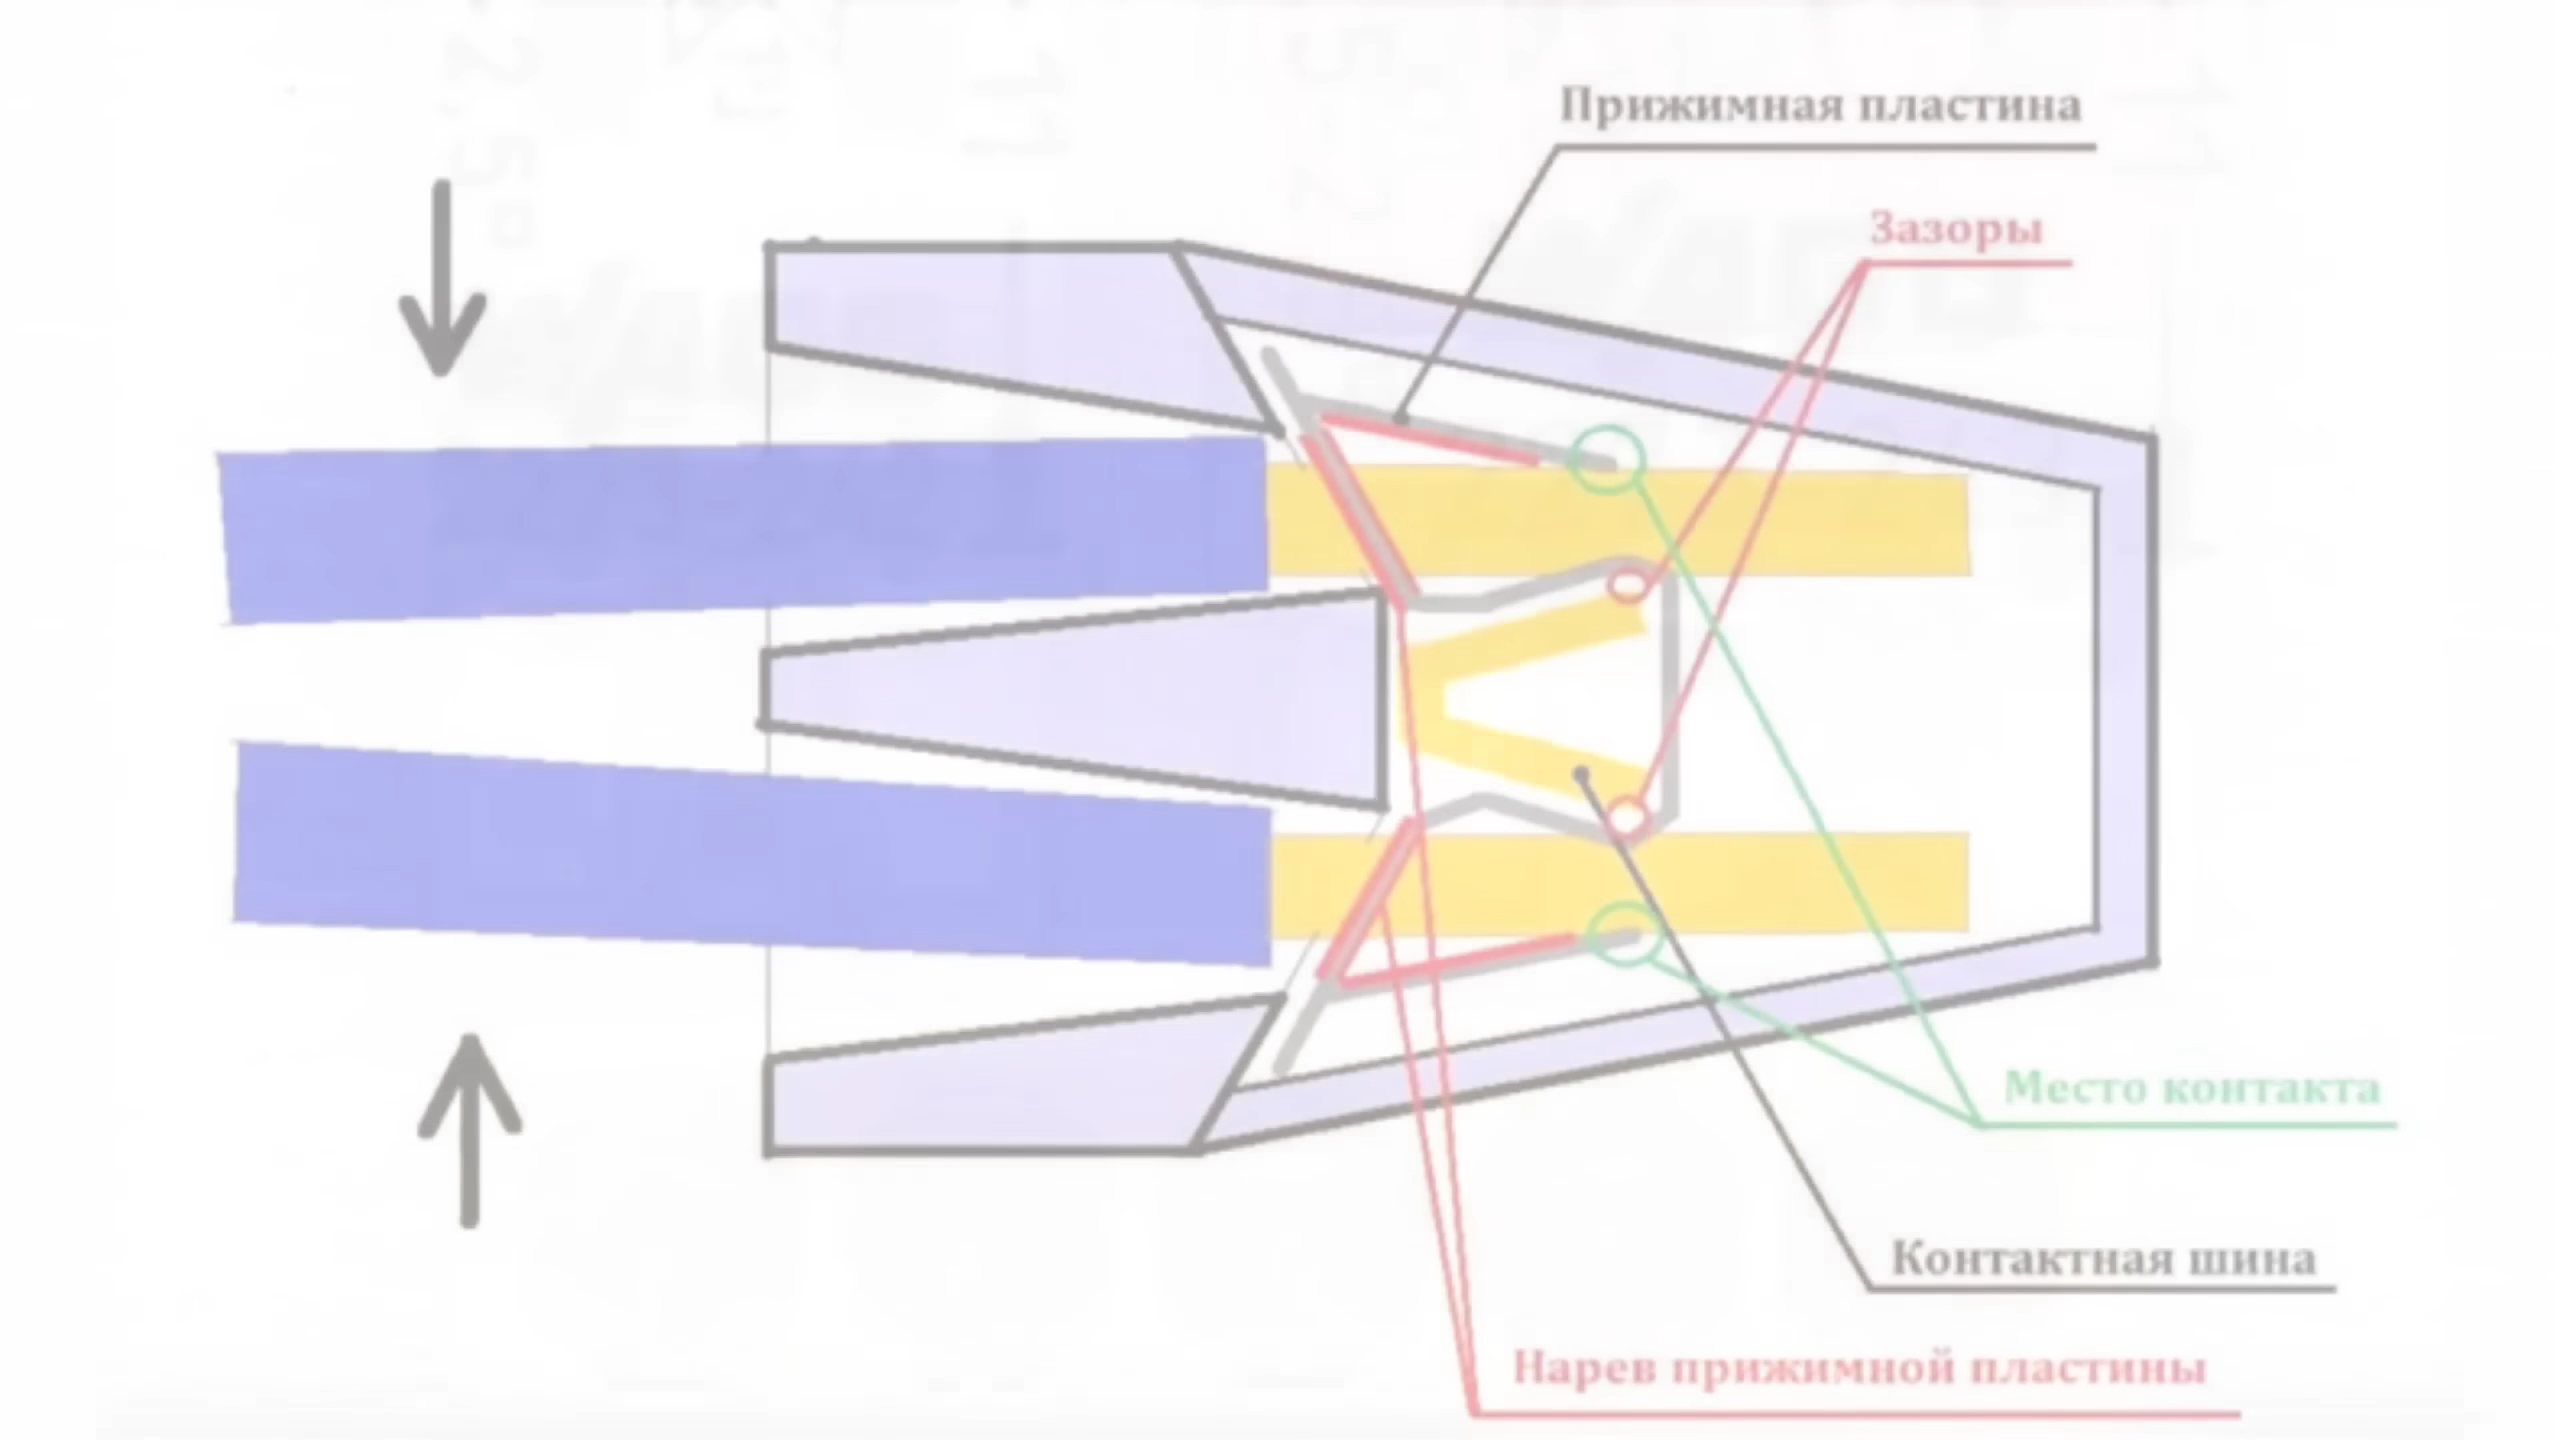 Прижимная пластина
Зазоры
Место контакта
Контактная шина
Нарев прижимной пластины